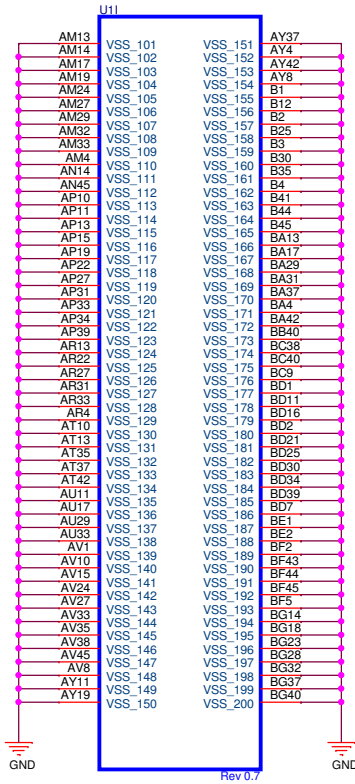 U1I
AM13 VSS_101 VSS_151 AY37
AM14 VSS_102 VSS_152 AY4
AM17 VSS_103 VSS_153 AY42
AM19 VSS_104 VSS_154 AY8
AM24 VSS_105 VSS_155 B1
AM27 VSS_106 VSS_156 B12
AM29 VSS_107 VSS_157 B2
AM32 VSS_108 VSS_158 B25
AM33 VSS_109 VSS_159 B3
AM4 VSS_110 VSS_160 B30
AN14 VSS_111 VSS_161 B35
AN45 VSS_112 VSS_162 B4
AP10 VSS_113 VSS_163 B41
AP11 VSS_114 VSS_164 B44
AP13 VSS_115 VSS_165 B45
AP15 VSS_116 VSS_166 BA13
AP19 VSS_117 VSS_167 BA17
AP22 VSS_118 VSS_168 BA29
AP27 VSS_119 VSS_169 BA31
AP31 VSS_120 VSS_170 BA37
AP33 VSS_121 VSS_171 BA4
AP34 VSS_122 VSS_172 BA42
AP39 VSS_123 VSS_173 BB40
AR13 VSS_124 VSS_174 BC38
AR22 VSS_125 VSS_175 BC40
AR27 VSS_126 VSS_176 BC9
AR31 VSS_127 VSS_177 BD1
AR33 VSS_128 VSS_178 BD11
AR4 VSS_129 VSS_179 BD16
AT10 VSS_130 VSS_180 BD2
AT13 VSS_131 VSS_181 BD21
AT35 VSS_132 VSS_182 BD25
AT37 VSS_133 VSS_183 BD30
AT42 VSS_134 VSS_184 BD34
AU11 VSS_135 VSS_185 BD39
AU17 VSS_136 VSS_186 BD7
AU29 VSS_137 VSS_187 BE1
AU33 VSS_138 VSS_188 BE2
AV1 VSS_139 VSS_189 BF2
AV10 VSS_140 VSS_190 BF43
AV15 VSS_141 VSS_191 BF44
AV24 VSS_142 VSS_192 BF45
AV27 VSS_143 VSS_193 BF5
AV33 VSS_144 VSS_194 BG14
AV35 VSS_145 VSS_195 BG18
AV38 VSS_146 VSS_196 BG23
AV45 VSS_147 VSS_197 BG28
AV8 VSS_148 VSS_198 BG32
AY11 VSS_149 VSS_199 BG37
AY19 VSS_150 VSS_200 BG40
GND GND
Rev 0.7